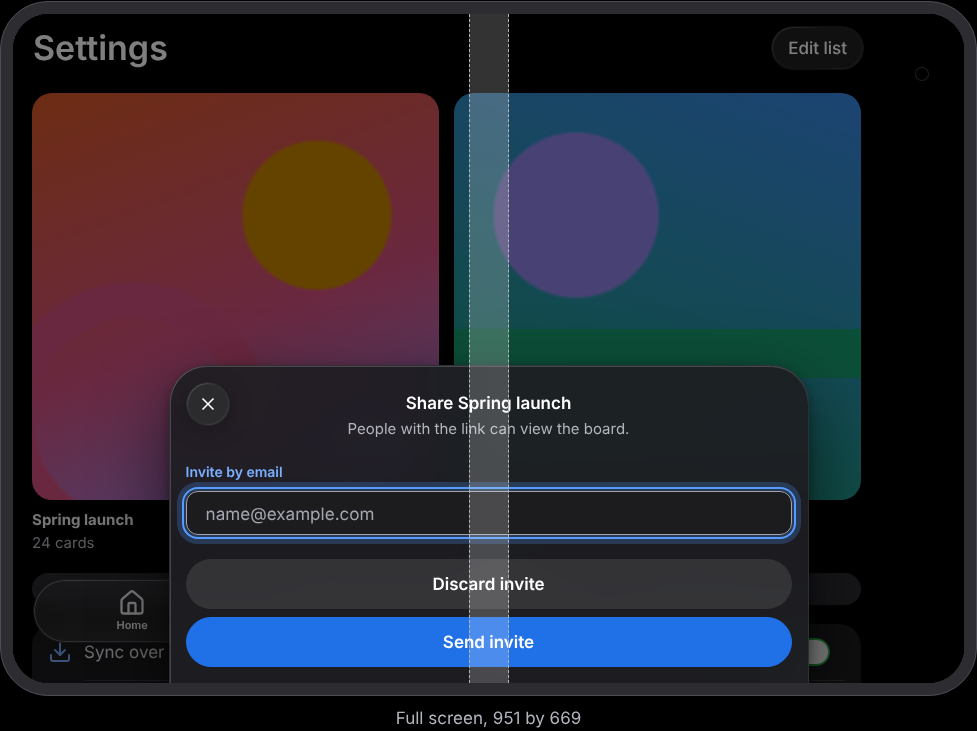 Settings
Edit list
Share Spring launch
People with the link can view the board.
Invite by email
name@example.com
Spring launch
24 cards
Discard invite
Home
Send invite
Sync over
Full screen, 951 by 669